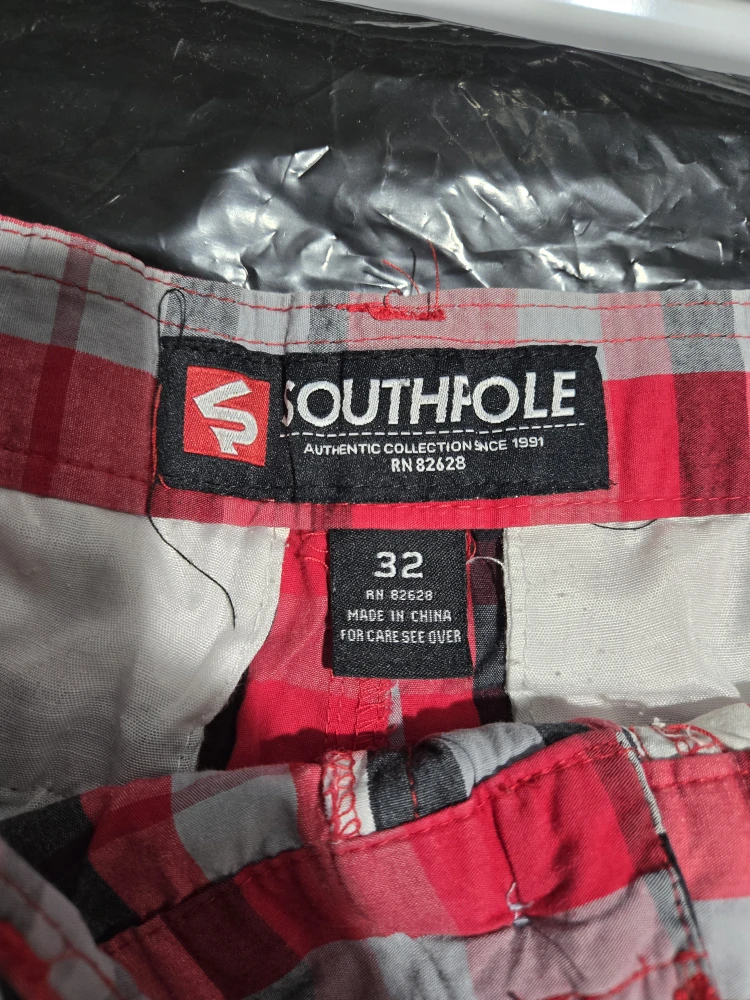 SOUTHPOLE
AUTHENTIC COLLECTION SINCE 1991
RN 82628
32
RN 82628
MADE IN CHINA
FOR CARE SEE OVER